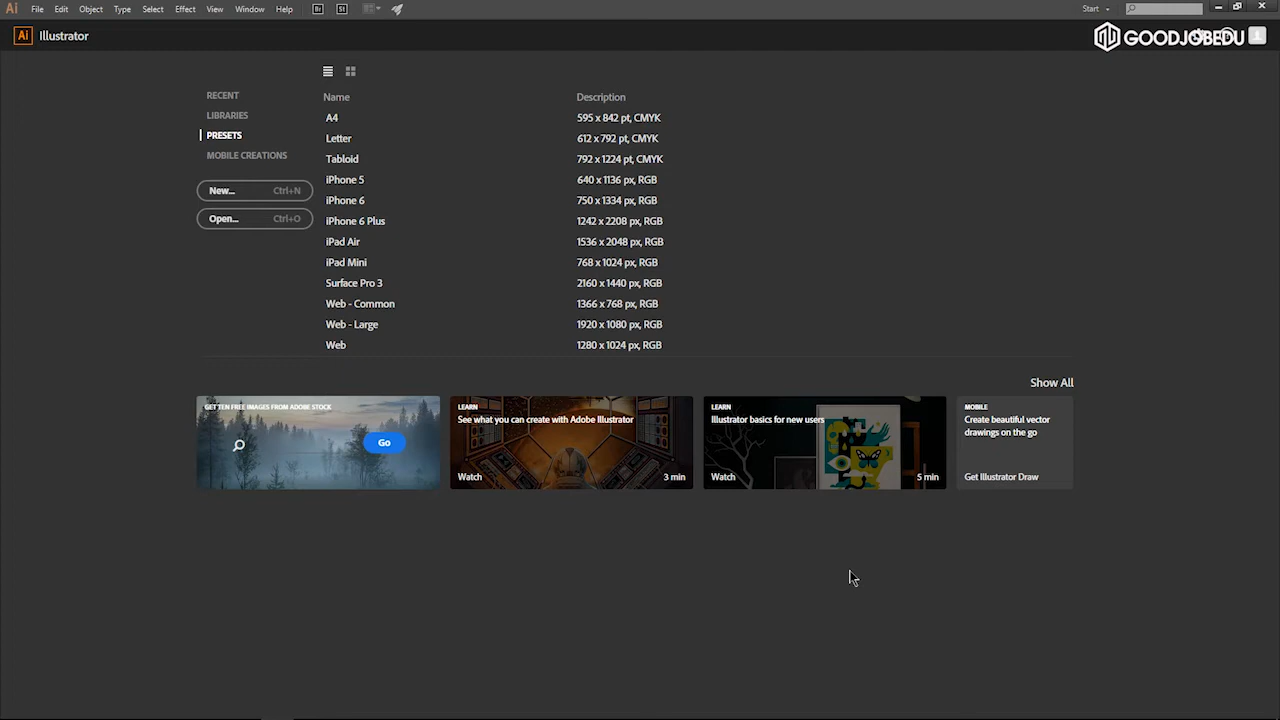 Ai File Edit Object Type Select Effect View Window Help Br St Start
Ai Illustrator
GOODJOBEDU
RECENT
LIBRARIES
PRESETS
MOBILE CREATIONS
New... Ctrl+N
Open... Ctrl+O
Name Description
A4 595 x 842 pt, CMYK
Letter 612 x 792 pt, CMYK
Tabloid 792 x 1224 pt, CMYK
iPhone 5 640 x 1136 px, RGB
iPhone 6 750 x 1334 px, RGB
iPhone 6 Plus 1242 x 2208 px, RGB
iPad Air 1536 x 2048 px, RGB
iPad Mini 768 x 1024 px, RGB
Surface Pro 3 2160 x 1440 px, RGB
Web - Common 1366 x 768 px, RGB
Web - Large 1920 x 1080 px, RGB
Web 1280 x 1024 px, RGB
Show All
GET TEN FREE IMAGES FROM ADOBE STOCK
Go
LEARN
See what you can create with Adobe Illustrator
Watch 3 min
LEARN
Illustrator basics for new users
Watch 5 min
MOBILE
Create beautiful vector
drawings on the go
Get Illustrator Draw